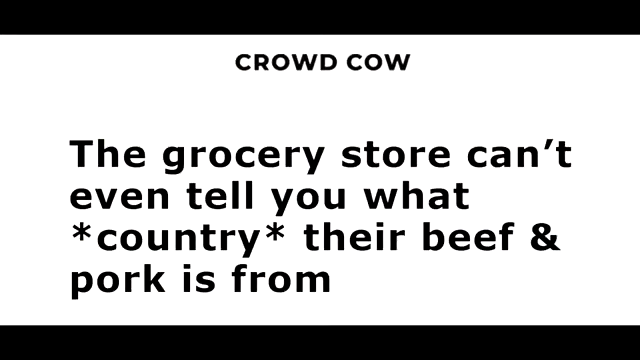 CROWD COW
The grocery store can’t
even tell you what
*country* their beef &
pork is from